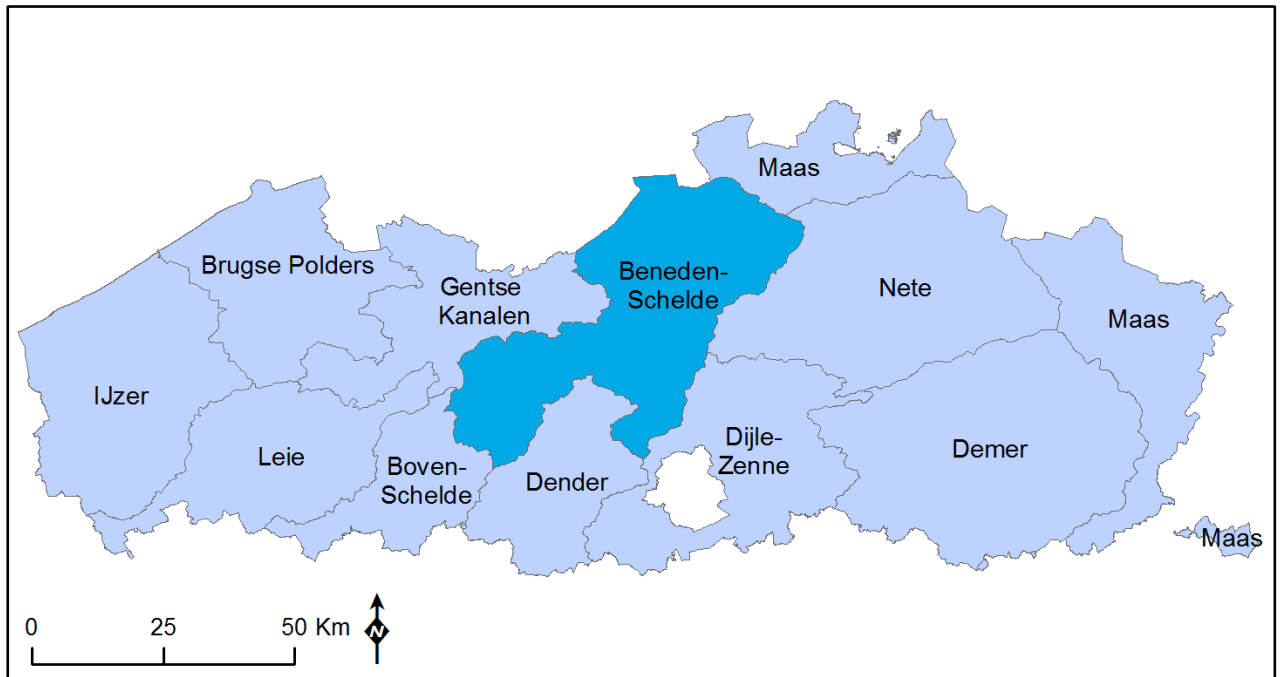 Maas
Brugse Polders
Beneden-
Schelde
Gentse
Kanalen
Nete
Maas
IJzer
Leie
Boven-
Schelde
Dender
Dijle-
Zenne
Demer
Maas
0 25 50 Km
N